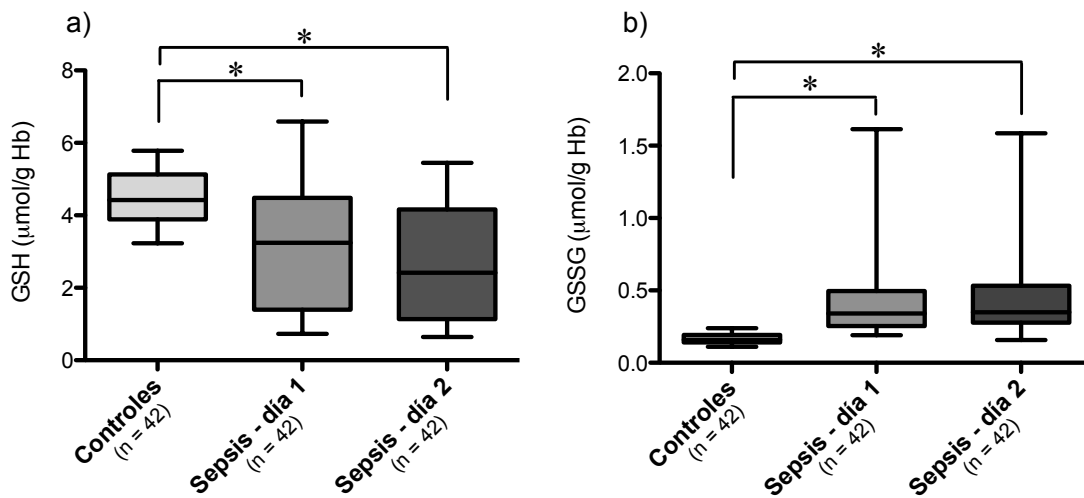 a)
*
*
8
6
4
2
0
GSH (μmol/g Hb)
Controles
(n = 42)
Sepsis - día 1
(n = 42)
Sepsis - día 2
(n = 42)
b)
*
*
2.0
1.5
1.0
0.5
0.0
GSSG (μmol/g Hb)
Controles
(n = 42)
Sepsis - día 1
(n = 42)
Sepsis - día 2
(n = 42)